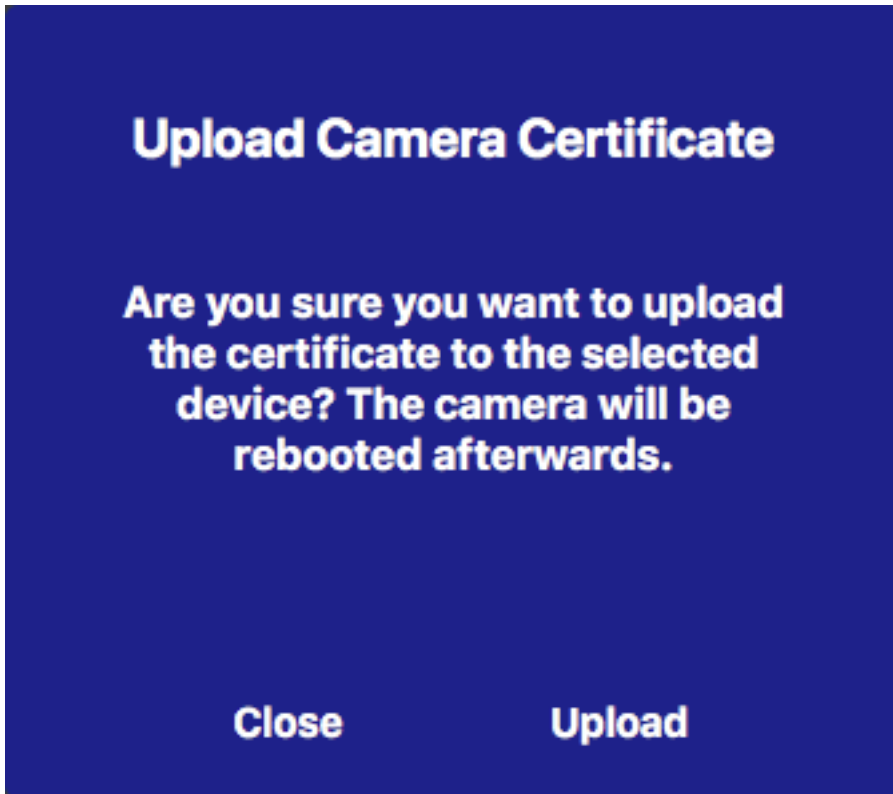 Upload Camera Certificate
Are you sure you want to upload
the certificate to the selected
device? The camera will be
rebooted afterwards.
Close Upload